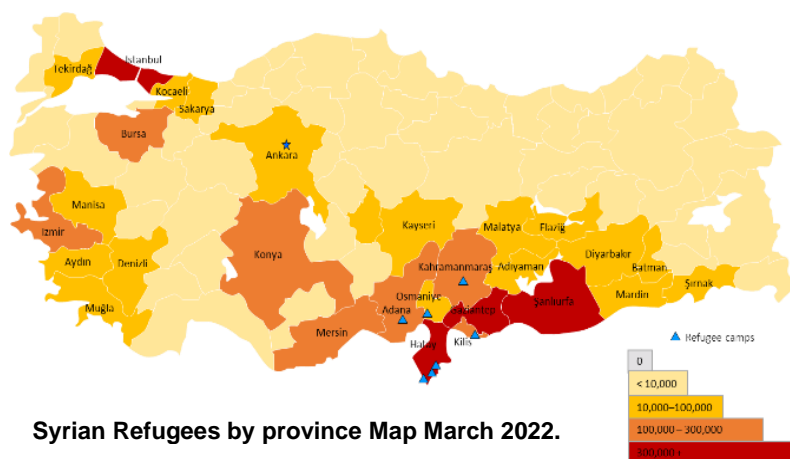 Istanbul
Tekirdağ
Kocaeli
Sakarya
Bursa
Ankara
Manisa
Izmir
Konya
Kayseri
Malatya
Elazığ
Aydın
Denizli
Kahramanmaraş
Adıyaman
Diyarbakır
Batman
Şırnak
Muğla
Osmaniye
Adana
Gaziantep
Şanlıurfa
Mardin
Mersin
Hatay
Kilis
Refugee camps
0
< 10,000
10,000–100,000
100,000 – 300,000
300,000+
Syrian Refugees by province Map March 2022.